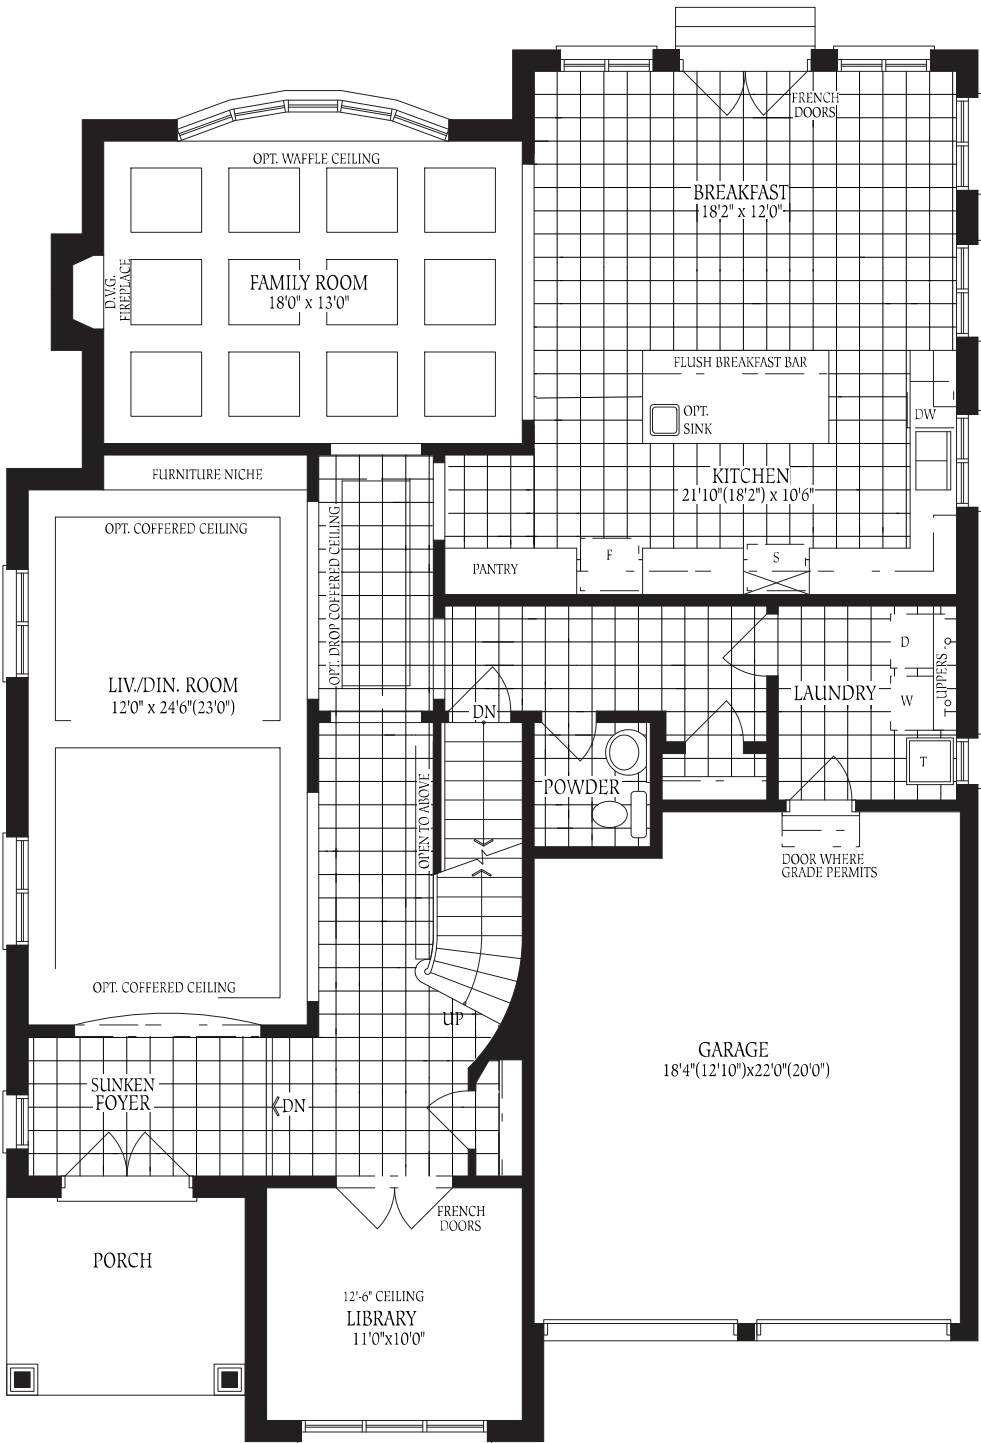 FRENCH
DOORS
OPT. WAFFLE CEILING
BREAKFAST
18'2" x 12'0"
D.V.G.
FIREPLACE
FAMILY ROOM
18'0" x 13'0"
FLUSH BREAKFAST BAR
OPT.
SINK
DW
FURNITURE NICHE
KITCHEN
21'10"(18'2") x 10'6"
OPT. COFFERED CEILING
OPT. DROP COFFERED CEILING
PANTRY
F
S
LIV./DIN. ROOM
12'0" x 24'6"(23'0")
D
W
UPPERS
LAUNDRY
DN
T
POWDER
OPEN TO ABOVE
DOOR WHERE
GRADE PERMITS
OPT. COFFERED CEILING
UP
GARAGE
18'4"(12'10")x22'0"(20'0")
SUNKEN
FOYER
DN
FRENCH
DOORS
PORCH
12'-6" CEILING
LIBRARY
11'0"x10'0"